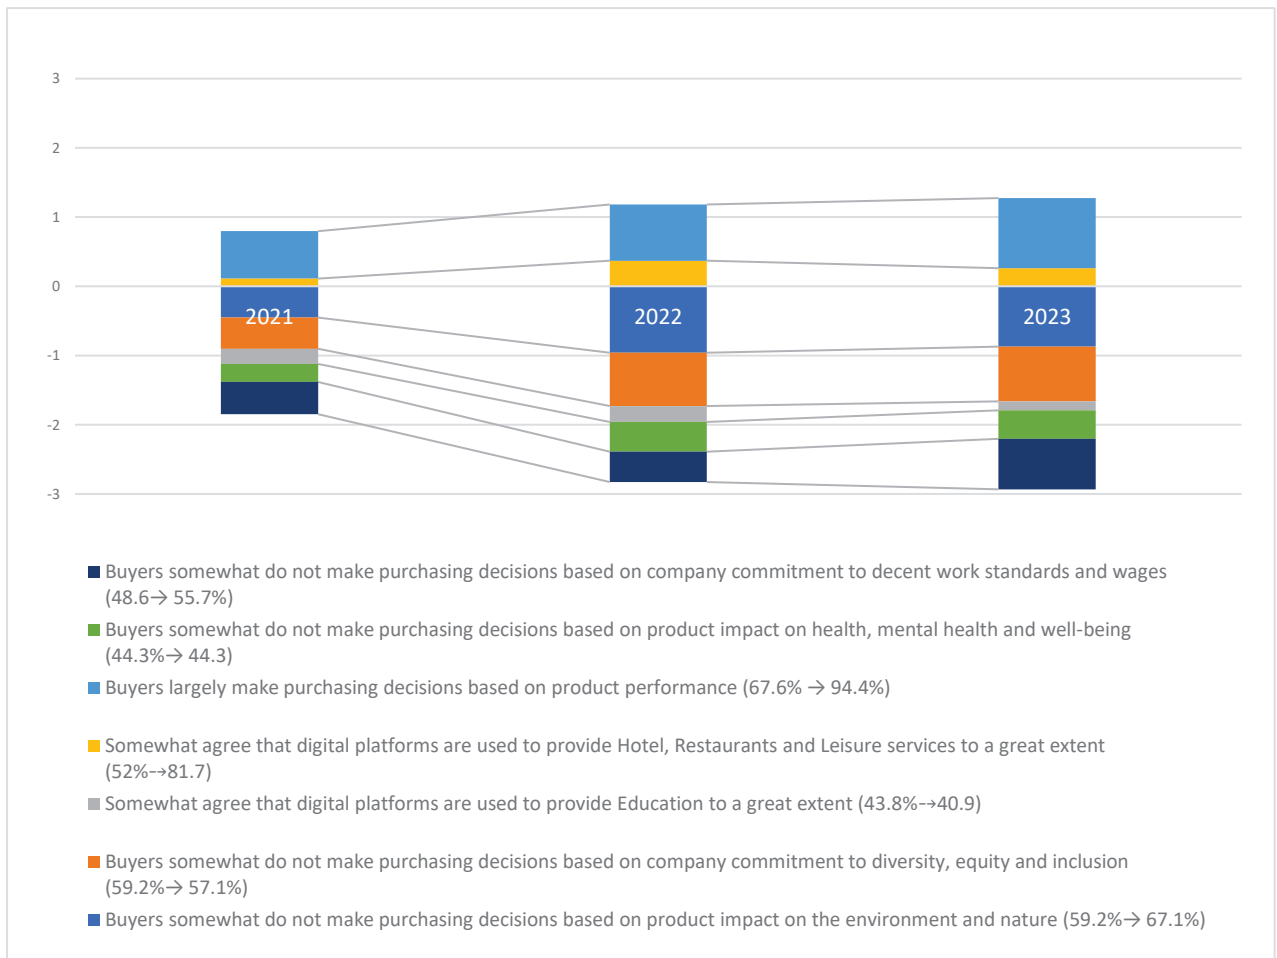 3
2
1
0
2021
2022
2023
-1
-2
-3
Buyers somewhat do not make purchasing decisions based on company commitment to decent work standards and wages
(48.6→ 55.7%)
Buyers somewhat do not make purchasing decisions based on product impact on health, mental health and well-being
(44.3%→ 44.3)
Buyers largely make purchasing decisions based on product performance (67.6% → 94.4%)
Somewhat agree that digital platforms are used to provide Hotel, Restaurants and Leisure services to a great extent
(52%-→81.7)
Somewhat agree that digital platforms are used to provide Education to a great extent (43.8%-→40.9)
Buyers somewhat do not make purchasing decisions based on company commitment to diversity, equity and inclusion
(59.2%→ 57.1%)
Buyers somewhat do not make purchasing decisions based on product impact on the environment and nature (59.2%→ 67.1%)